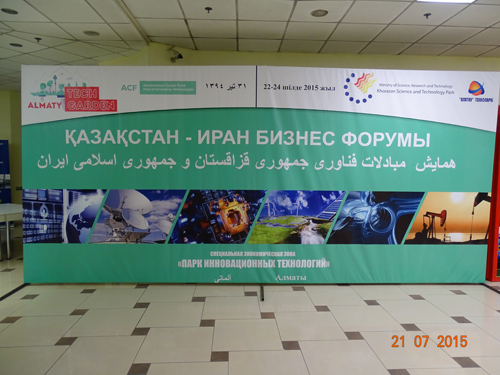 ALMATY TECH GARDEN
ACF
۳۱ تیر ۱۳۹۴
22-24 шілде 2015 жыл
Ministry of Science, Research and Technology
Khorasan Science and Technology Park
ҚАЗАҚСТАН - ИРАН БИЗНЕС ФОРУМЫ
همایش مبادلات فناوری جمهوری قزاقستان و جمهوری اسلامی ایران
СПЕЦИАЛЬНАЯ ЭКОНОМИЧЕСКАЯ ЗОНА
«ПАРК ИННОВАЦИОННЫХ ТЕХНОЛОГИЙ»
آلماتی Алматы
21 07 2015